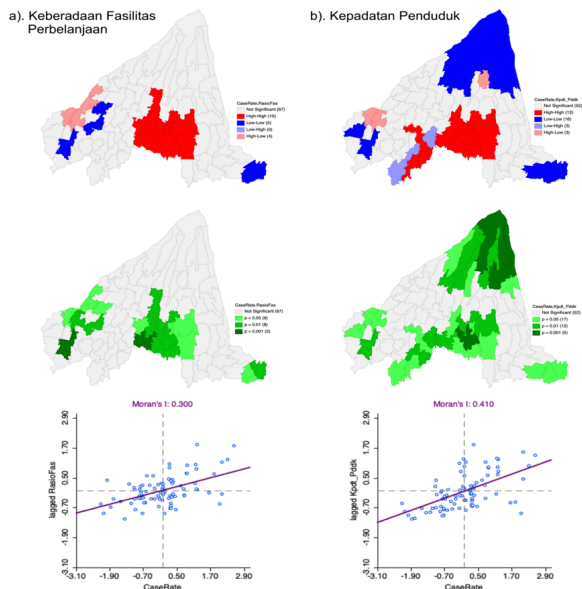 a). Keberadaan Fasilitas
Perbelanjaan
b). Kepadatan Penduduk
CaseRate.RasioFas
Not Significant (67)
High-High (10)
Low-Low (5)
Low-High (0)
High-Low (4)
CaseRate.Kpdt_Pddk
Not Significant (52)
High-High (12)
Low-Low (16)
Low-High (3)
High-Low (3)
CaseRate.RasioFas
Not Significant (67)
p = 0.05 (9)
p = 0.01 (8)
p = 0.001 (2)
CaseRate.Kpdt_Pddk
Not Significant (52)
p = 0.05 (17)
p = 0.01 (12)
p = 0.001 (5)
Moran's I: 0.300
lagged RasioFas
2.90
1.70
0.50
-0.70
-1.90
-3.10
-3.10 -1.90 -0.70 0.50 1.70 2.90
CaseRate
Moran's I: 0.410
lagged Kpdt_Pddk
2.90
1.70
0.50
-0.70
-1.90
-3.10
-3.10 -1.90 -0.70 0.50 1.70 2.90
CaseRate